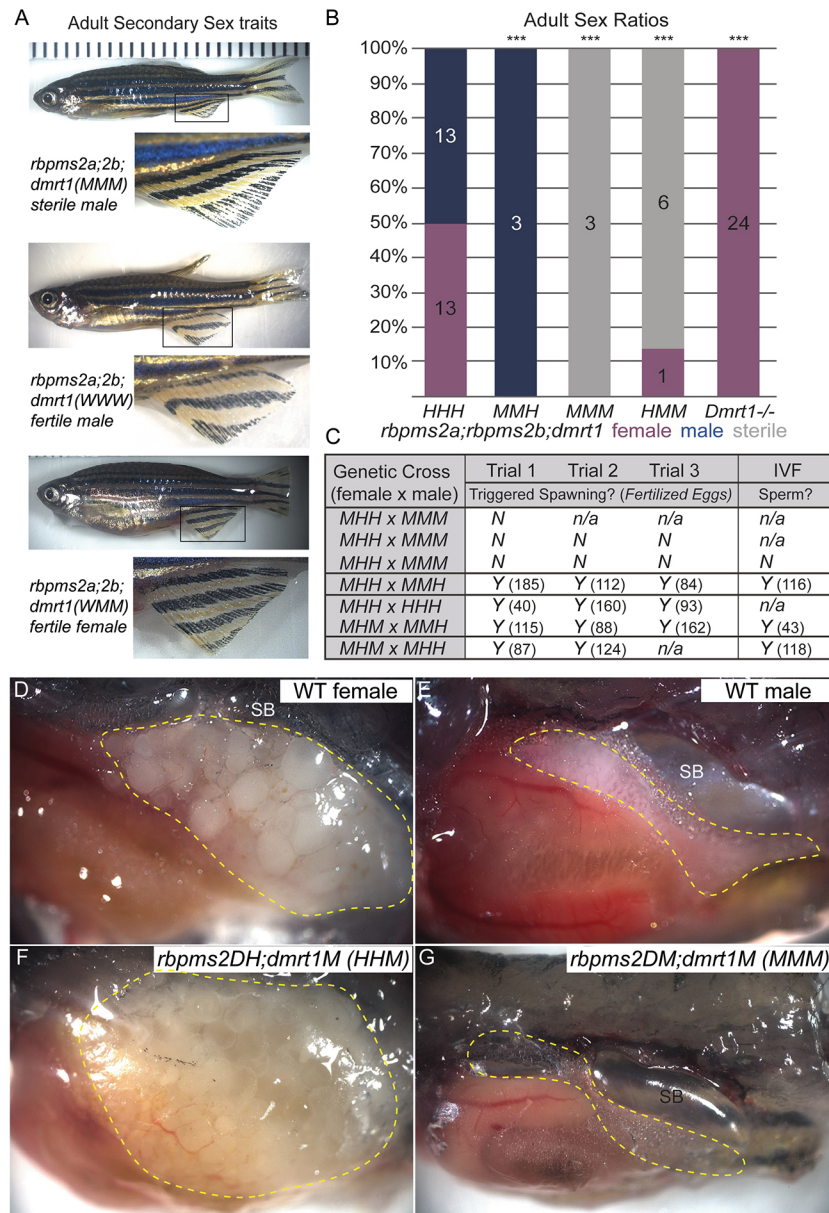 A
Adult Secondary Sex traits
rbpms2a;2b;
dmrt1(MMM)
sterile male
rbpms2a;2b;
dmrt1(WWW)
fertile male
rbpms2a;2b;
dmrt1(WMM)
fertile female
B
Adult Sex Ratios
*** *** *** ***
100%
90%
80%
70%
60%
50%
40%
30%
20%
10%
13
13
3
3
6
1
24
HHH MMH MMM HMM Dmrt1-/-
rbpms2a;rbpms2b;dmrt1 female male sterile
C
Genetic Cross Trial 1 Trial 2 Trial 3 IVF
(female x male) Triggered Spawning? (Fertilized Eggs) Sperm?
MHH x MMM N n/a n/a n/a
MHH x MMM N N N n/a
MHH x MMM N N N N
MHH x MMH Y (185) Y (112) Y (84) Y (116)
MHH x HHH Y (40) Y (160) Y (93) n/a
MHM x MMH Y (115) Y (88) Y (162) Y (43)
MHM x MHH Y (87) Y (124) n/a Y (118)
D
WT female
SB
E
WT male
SB
F
rbpms2DH;dmrt1M (HHM)
G
rbpms2DM;dmrt1M (MMM)
SB